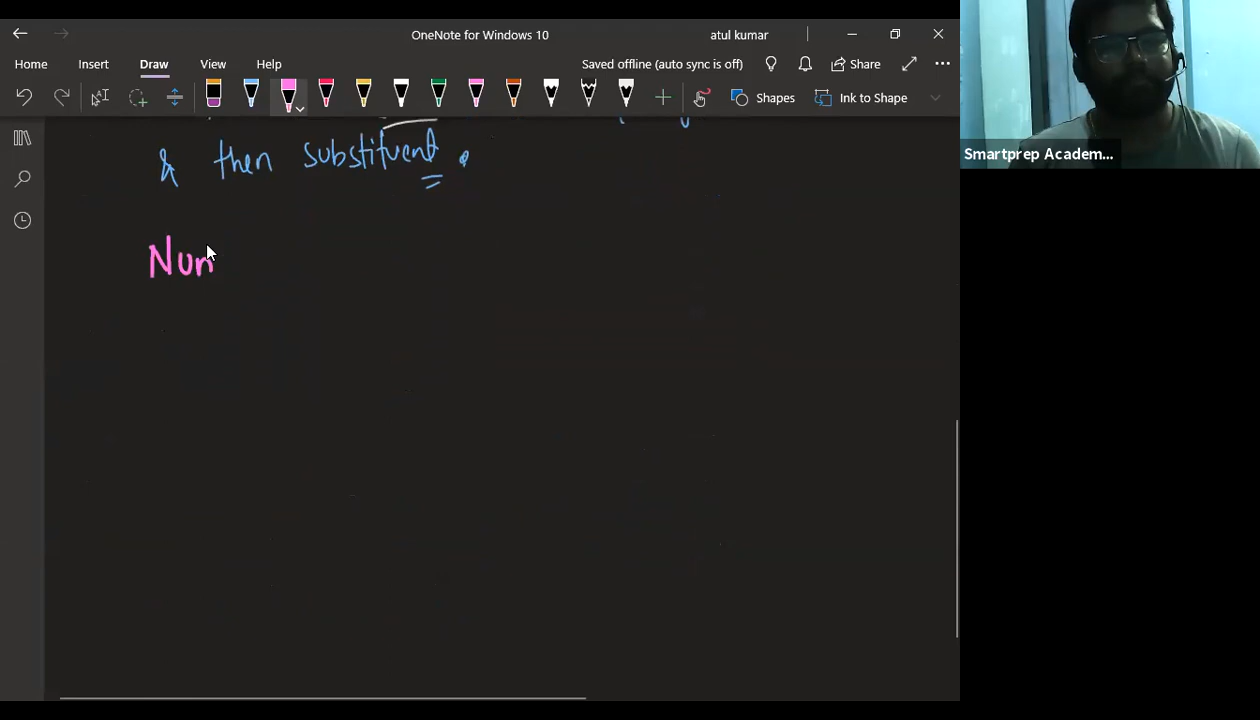 OneNote for Windows 10
atul kumar
Home Insert Draw View Help
Saved offline (auto sync is off) Share
Shapes Ink to Shape
Smartprep Academ...
& then substituent.
Num